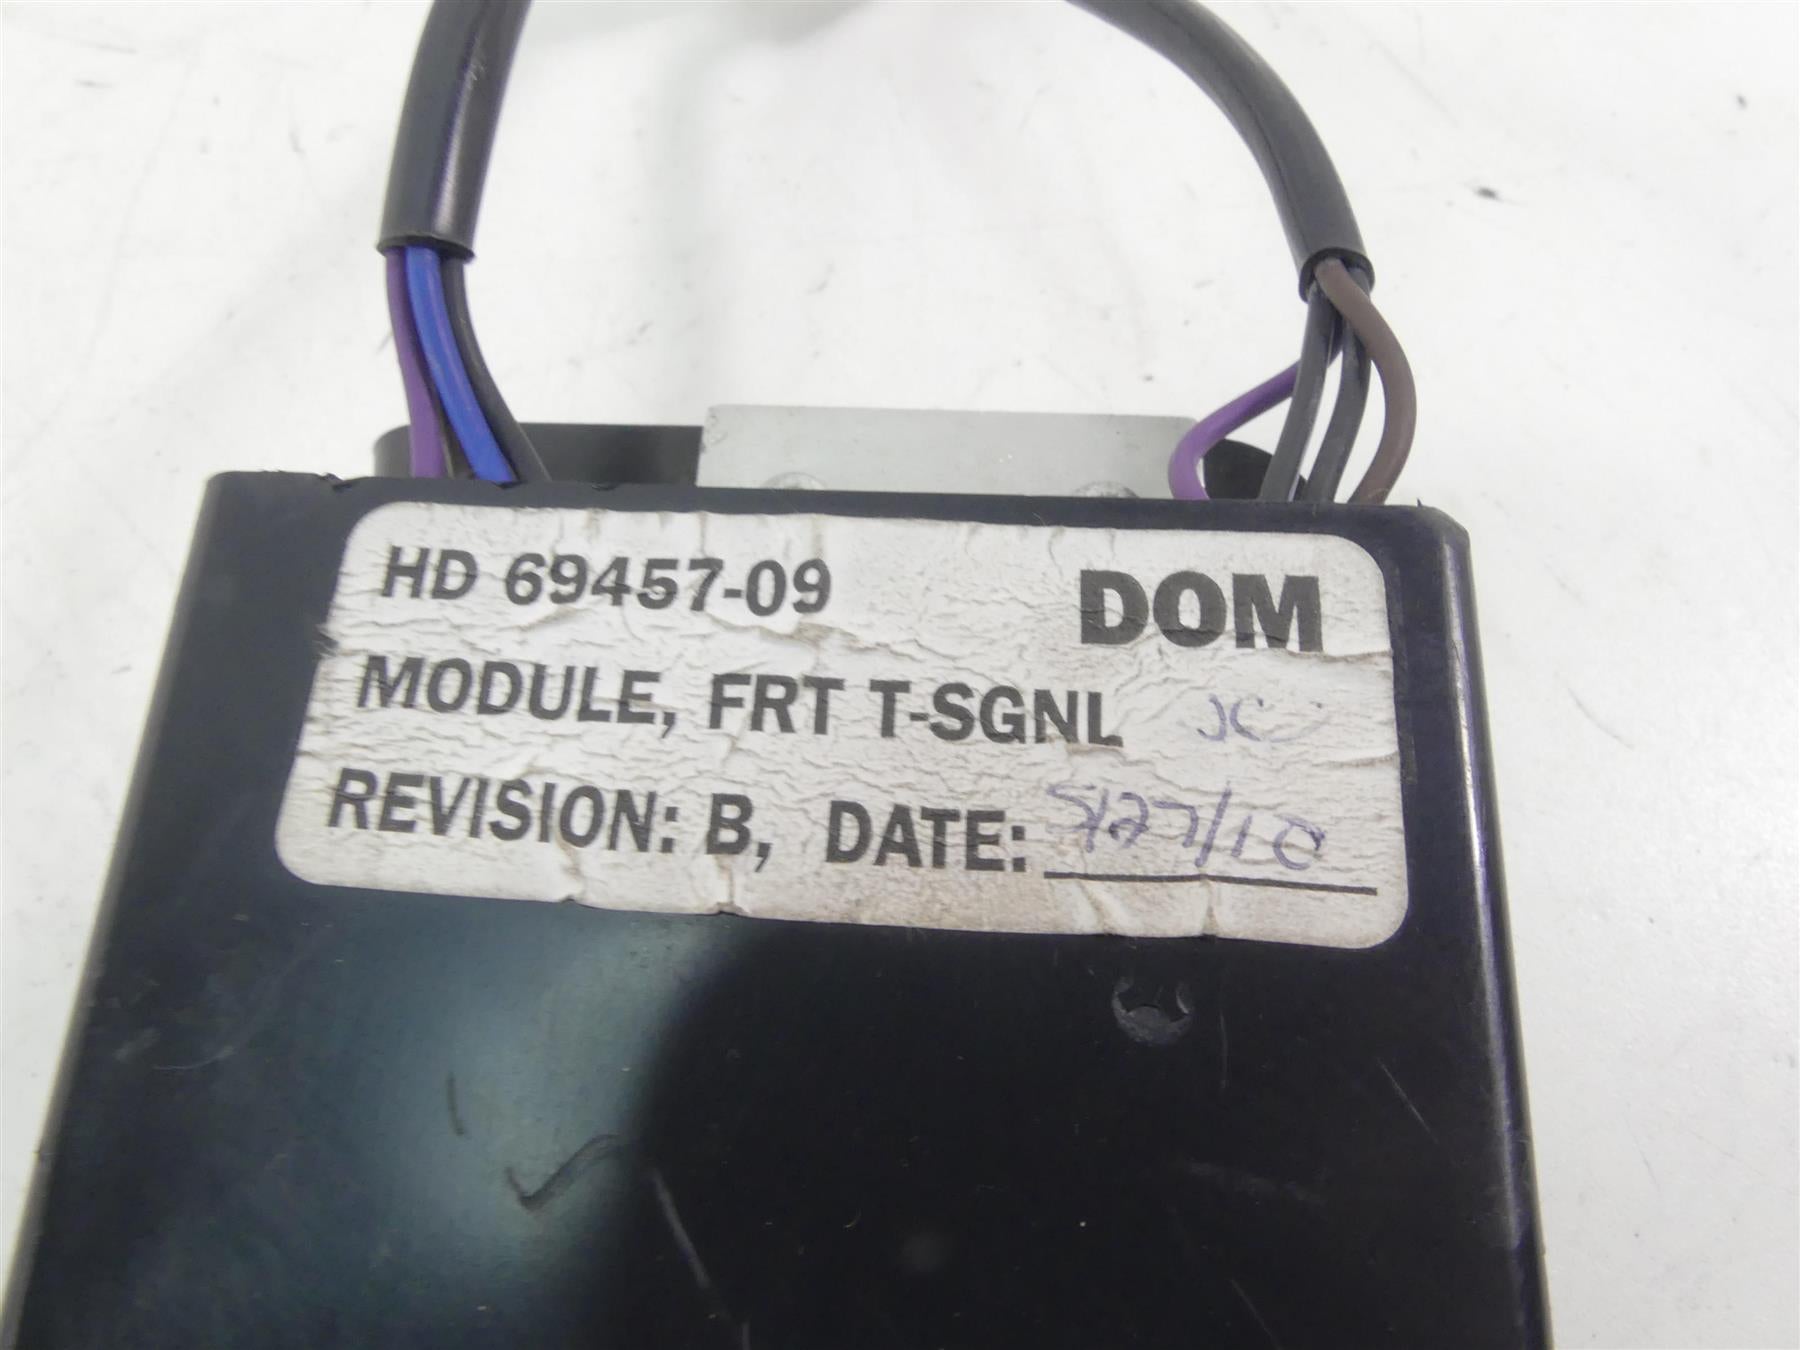 HD 69457-09 DOM
MODULE, FRT T-SGNL
REVISION: B, DATE: 5/27/10